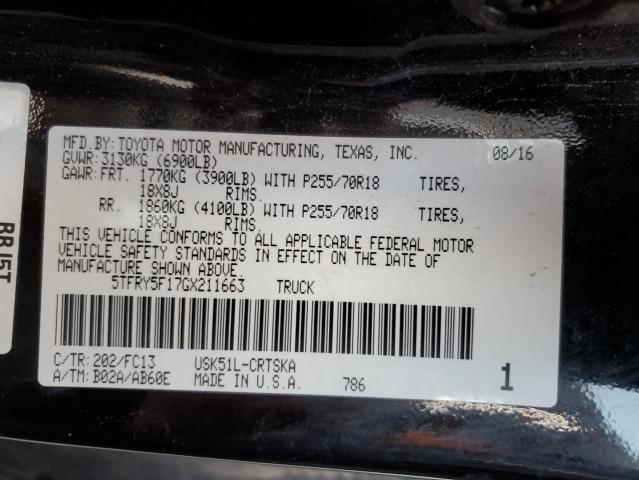 MFD.BY:TOYOTA MOTOR MANUFACTURING, TEXAS, INC. 08/16
GVWR:3130KG (6900LB)
GAWR:FRT. 1770KG (3900LB) WITH P255/70R18 TIRES,
18X8J RIMS.
RR. 1860KG (4100LB) WITH P255/70R18 TIRES,
18X8J RIMS.
THIS VEHICLE CONFORMS TO ALL APPLICABLE FEDERAL MOTOR
VEHICLE SAFETY STANDARDS IN EFFECT ON THE DATE OF
MANUFACTURE SHOWN ABOVE.
5TFRY5F17GX211663 TRUCK
C/TR:202/FC13 USK51L-CRTSKA
A/TM:B02A/AB60E MADE IN U.S.A. 786 1